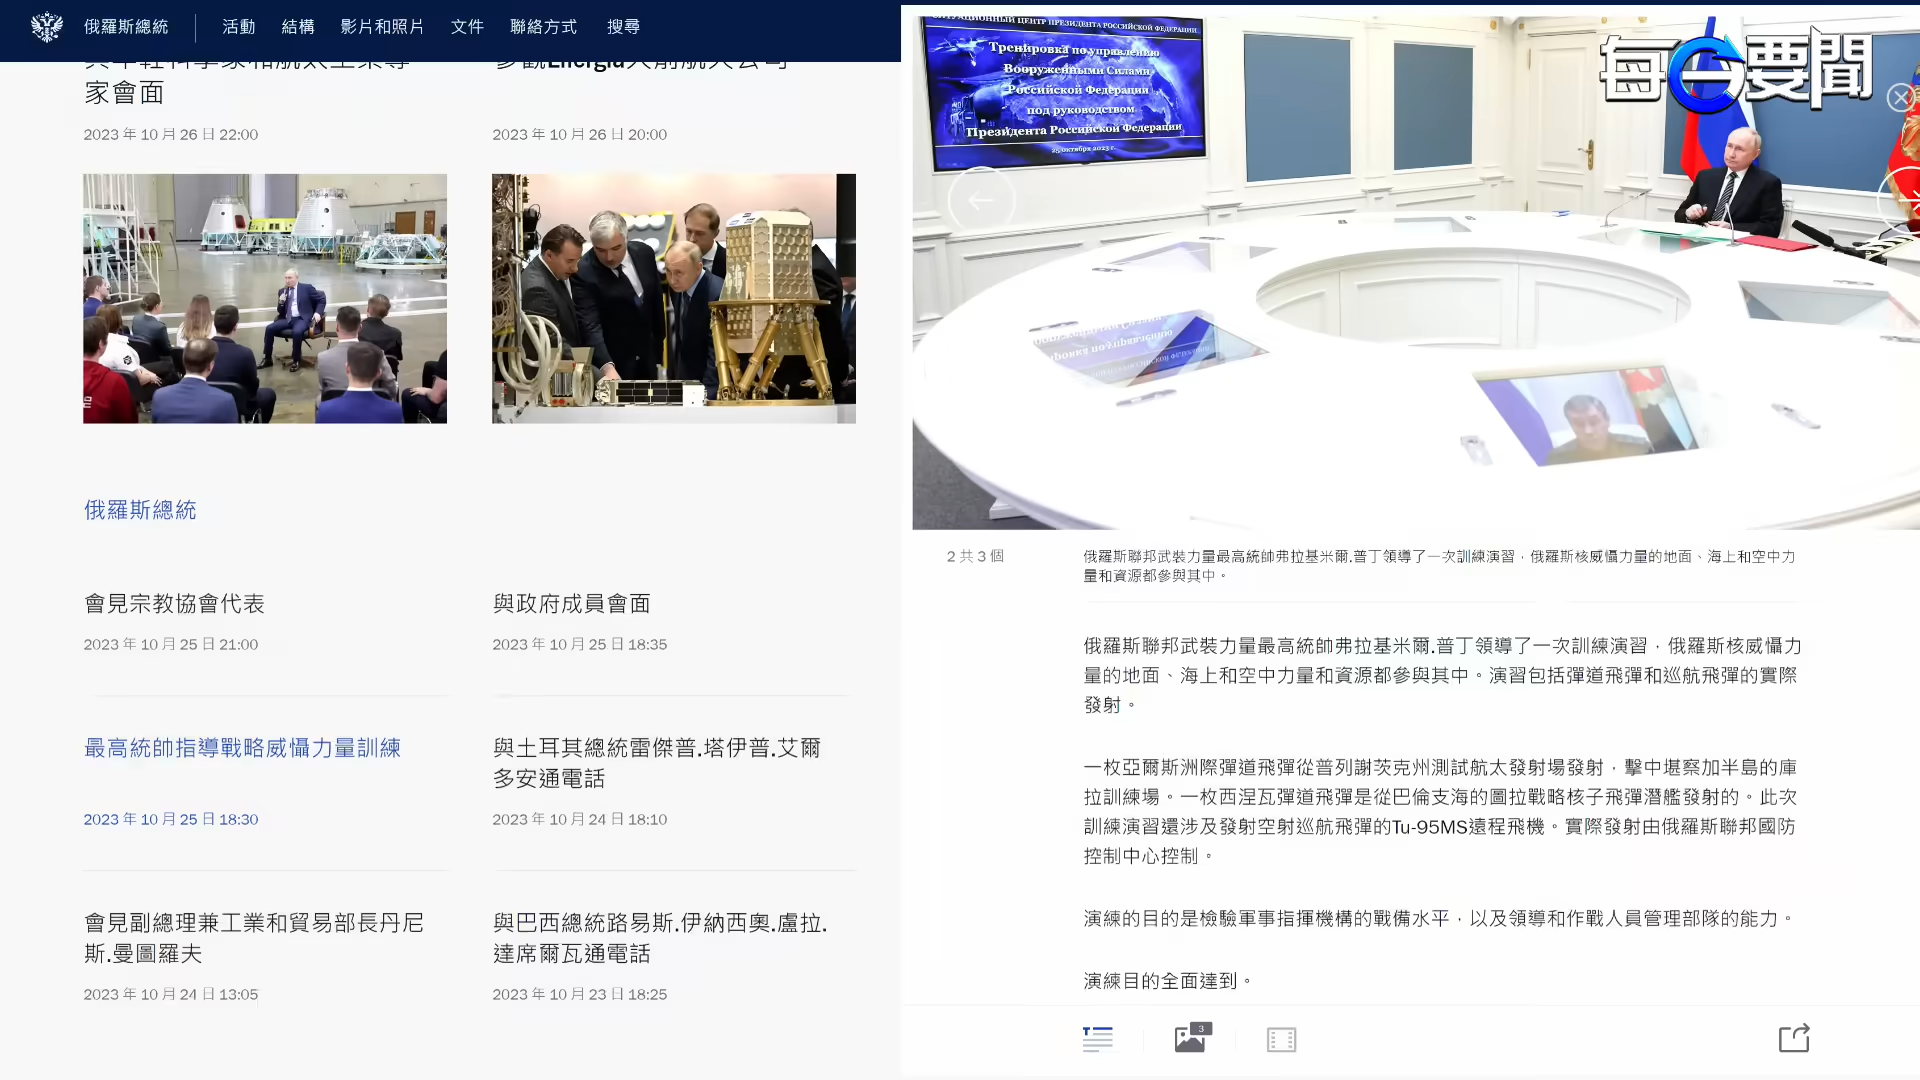 俄羅斯總統
活動
結構
影片和照片
文件
聯絡方式
搜尋
家會面
2023 年 10 月 26 日 22:00
2023 年 10 月 26 日 20:00
俄羅斯總統
會見宗教協會代表
2023 年 10 月 25 日 21:00
與政府成員會面
2023 年 10 月 25 日 18:35
最高統帥指導戰略威懾力量訓練
2023 年 10 月 25 日 18:30
與土耳其總統雷傑普.塔伊普.艾爾
多安通電話
2023 年 10 月 24 日 18:10
會見副總理兼工業和貿易部長丹尼
斯.曼圖羅夫
2023 年 10 月 24 日 13:05
與巴西總統路易斯.伊納西奧.盧拉.
達席爾瓦通電話
2023 年 10 月 23 日 18:25
СИТУАЦИОННЫЙ ЦЕНТР ПРЕЗИДЕНТА РОССИЙСКОЙ ФЕДЕРАЦИИ
Тренировка по управлению
Вооруженными Силами
Российской Федерации
под руководством
Президента Российской Федерации
25 октября 2023 г.
每日要聞
2 共 3 個
俄羅斯聯邦武裝力量最高統帥弗拉基米爾.普丁領導了一次訓練演習，俄羅斯核威懾力量的地面、海上和空中力
量和資源都參與其中。
俄羅斯聯邦武裝力量最高統帥弗拉基米爾.普丁領導了一次訓練演習，俄羅斯核威懾力
量的地面、海上和空中力量和資源都參與其中。演習包括彈道飛彈和巡航飛彈的實際
發射。
一枚亞爾斯洲際彈道飛彈從普列謝茨克州測試航太發射場發射，擊中堪察加半島的庫
拉訓練場。一枚西涅瓦彈道飛彈是從巴倫支海的圖拉戰略核子飛彈潛艦發射的。此次
訓練演習還涉及發射空射巡航飛彈的Tu-95MS遠程飛機。實際發射由俄羅斯聯邦國防
控制中心控制。
演練的目的是檢驗軍事指揮機構的戰備水平，以及領導和作戰人員管理部隊的能力。
演練目的全面達到。
3